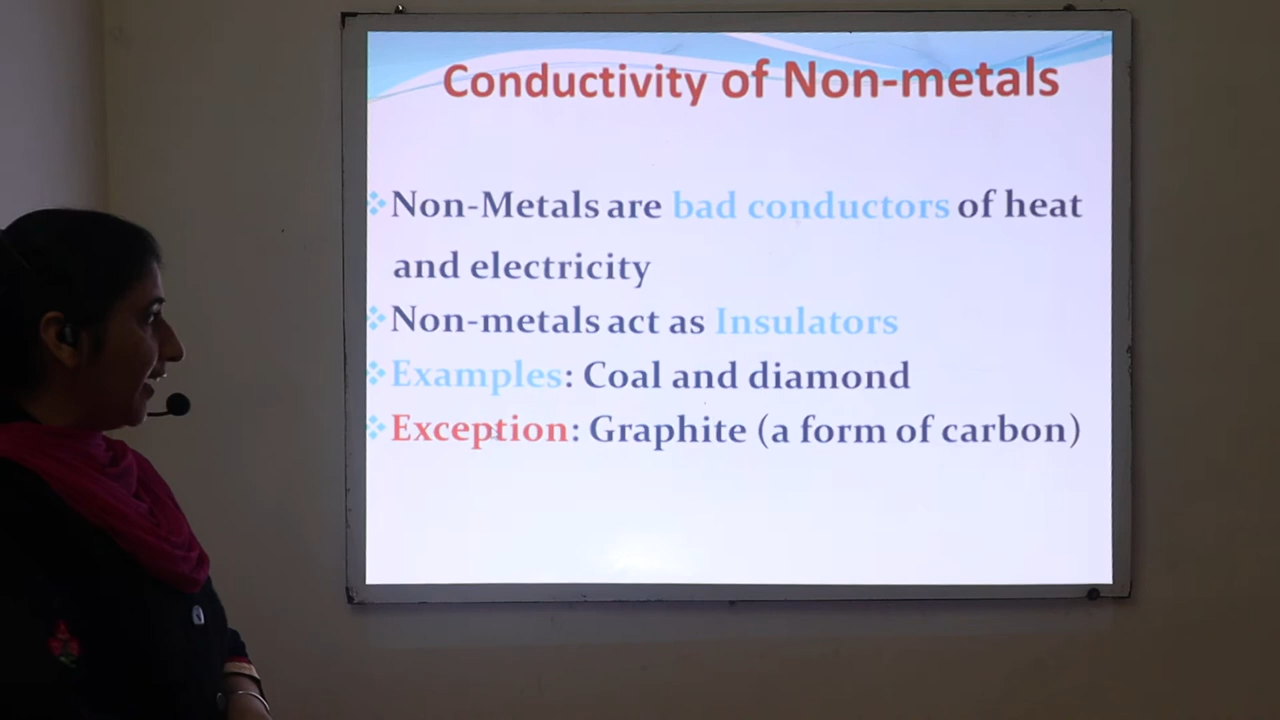 Conductivity of Non-metals
Non-Metals are bad conductors of heat
and electricity
Non-metals act as Insulators
Examples: Coal and diamond
Exception: Graphite (a form of carbon)